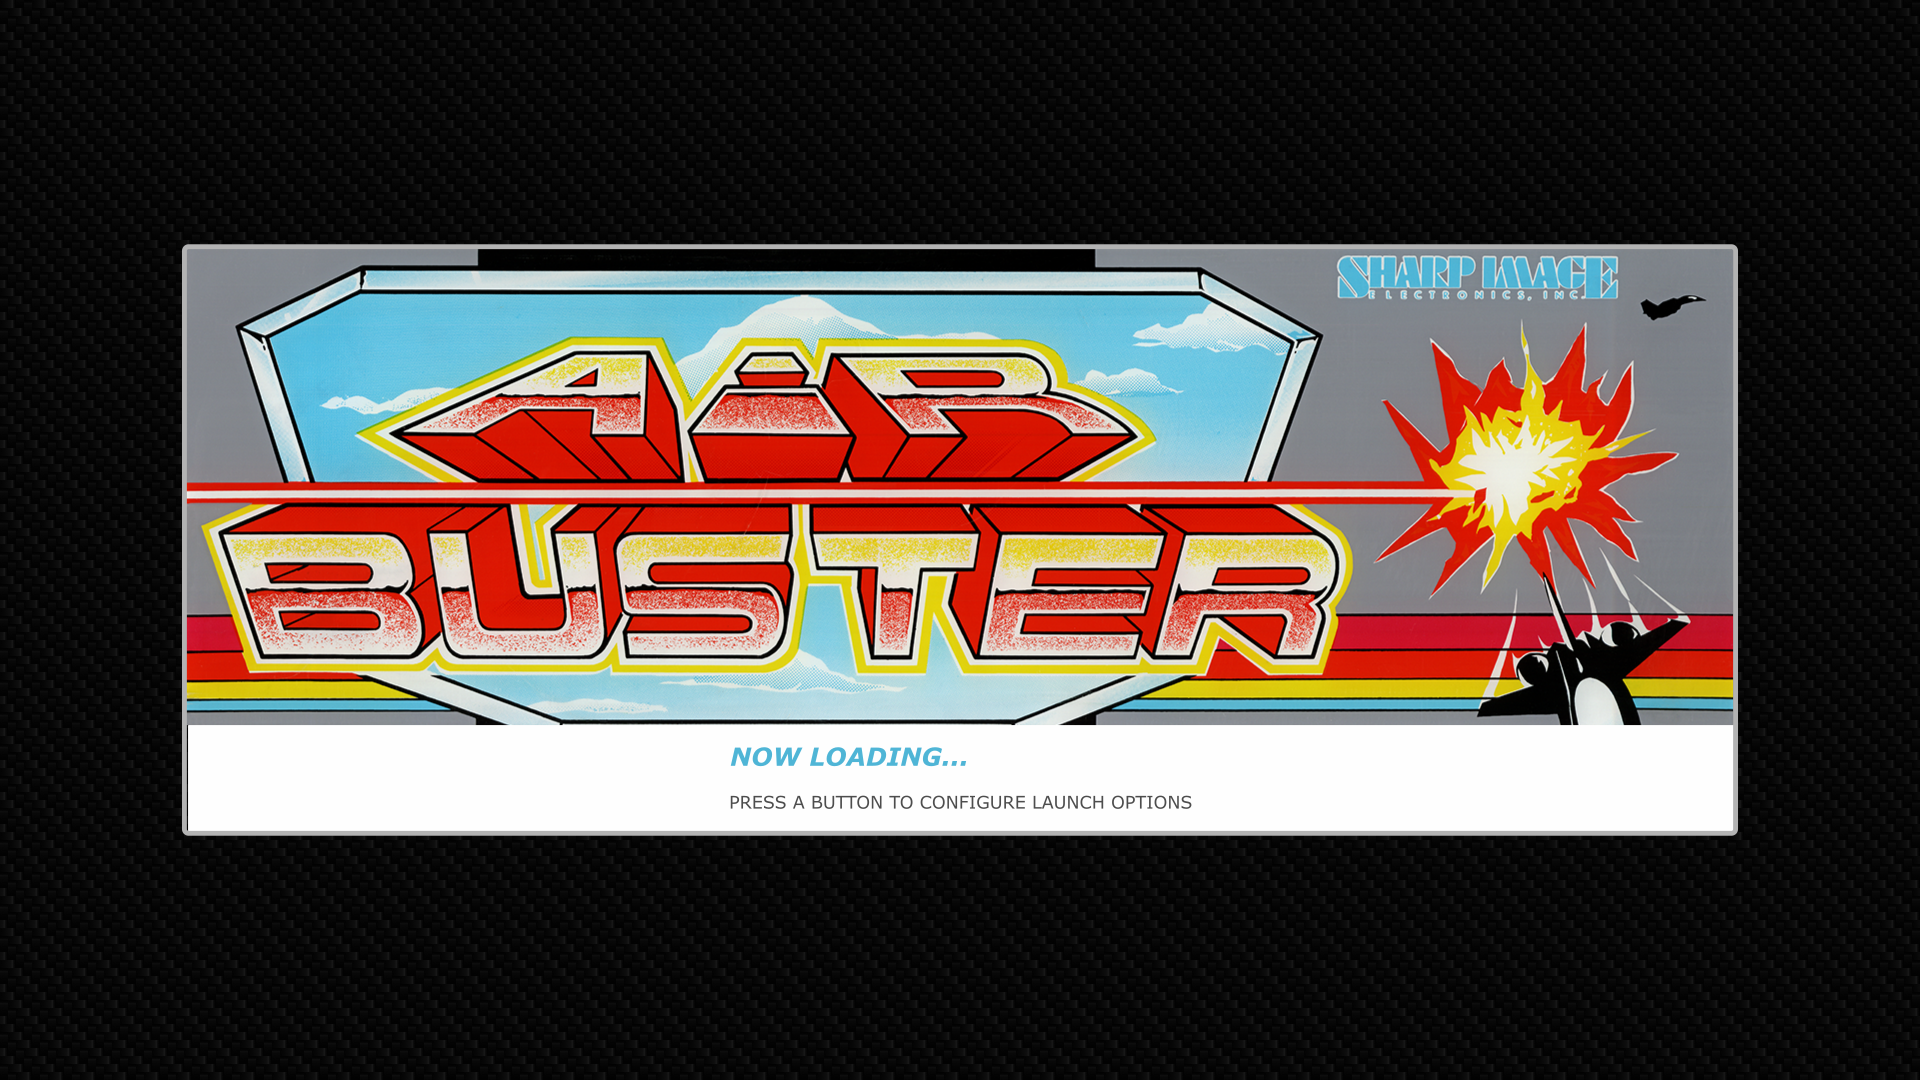 SHARP IMAGE
ELECTRONICS, INC.
AIR
BUSTER
NOW LOADING...
PRESS A BUTTON TO CONFIGURE LAUNCH OPTIONS